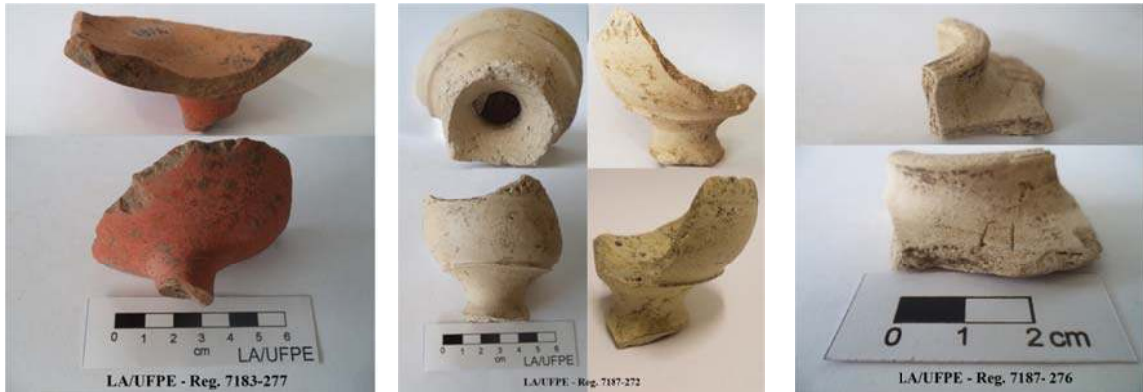 0 1 2 3 4 5 6
cm LA/UFPE
LA/UFPE - Reg. 7183-277
0 1 2 3 4 5 6
cm LA/UFPE
LA/UFPE - Reg. 7187-272
0 1 2 cm
LA/UFPE - Reg. 7187- 276